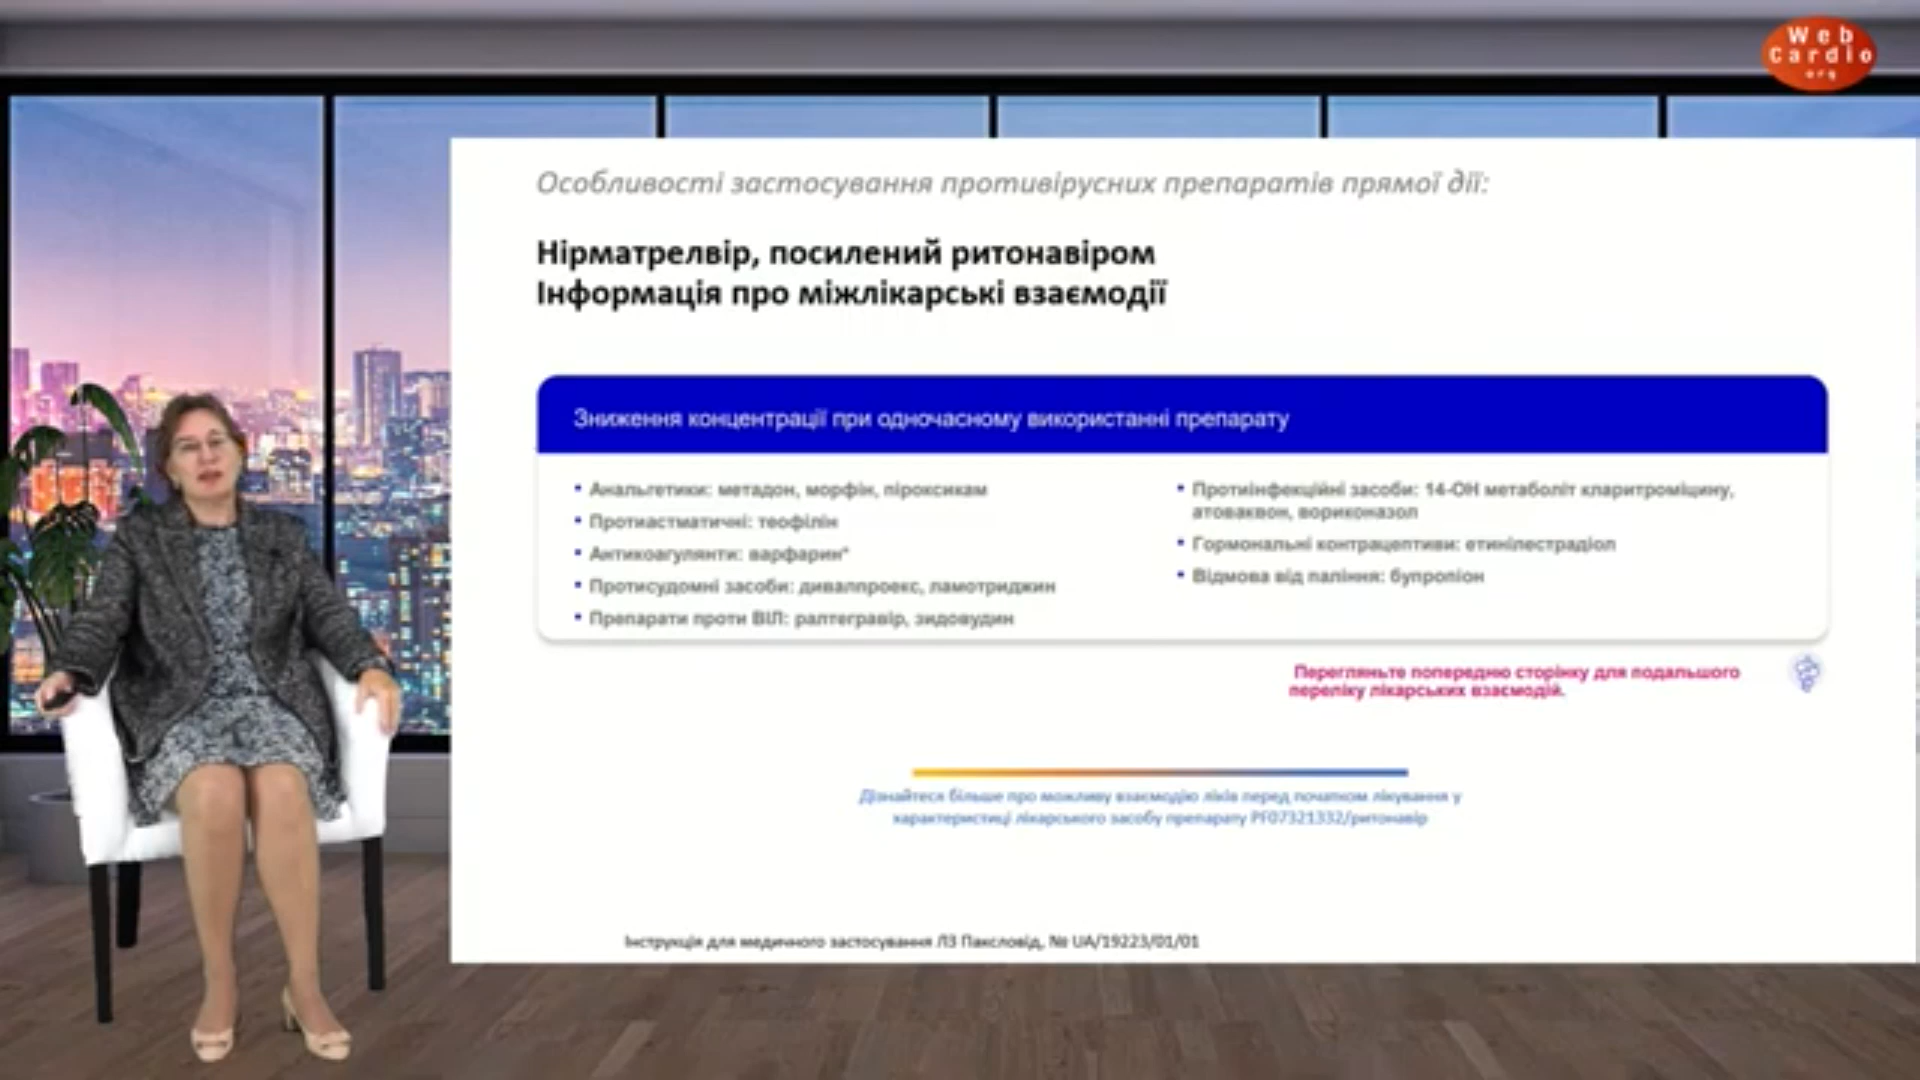 Web
Cardio
org
Особливості застосування противірусних препаратів прямої дії:
Нірматрелвір, посилений ритонавіром
Інформація про міжлікарські взаємодії
Зниження концентрації при одночасному використанні препарату
• Анальгетики: метадон, морфін, піроксикам
• Протиастматичні: теофілін
• Антикоагулянти: варфарин*
• Протисудомні засоби: дивалпроекс, ламотриджин
• Препарати проти ВІЛ: ралтегравір, зидовудин
• Протиінфекційні засоби: 14-ОН метаболіт кларитроміцину,
атоваквон, вориконазол
• Гормональні контрацептиви: етинілестрадіол
• Відмова від паління: бупропіон
Перегляньте попередню сторінку для подальшого
переліку лікарських взаємодій.
Дізнайтеся більше про можливу взаємодію ліків перед початком лікування у
характеристиці лікарського засобу препарату PF07321332/ритонавір
Інструкція для медичного застосування ЛЗ Паксловід, № UA/19223/01/01